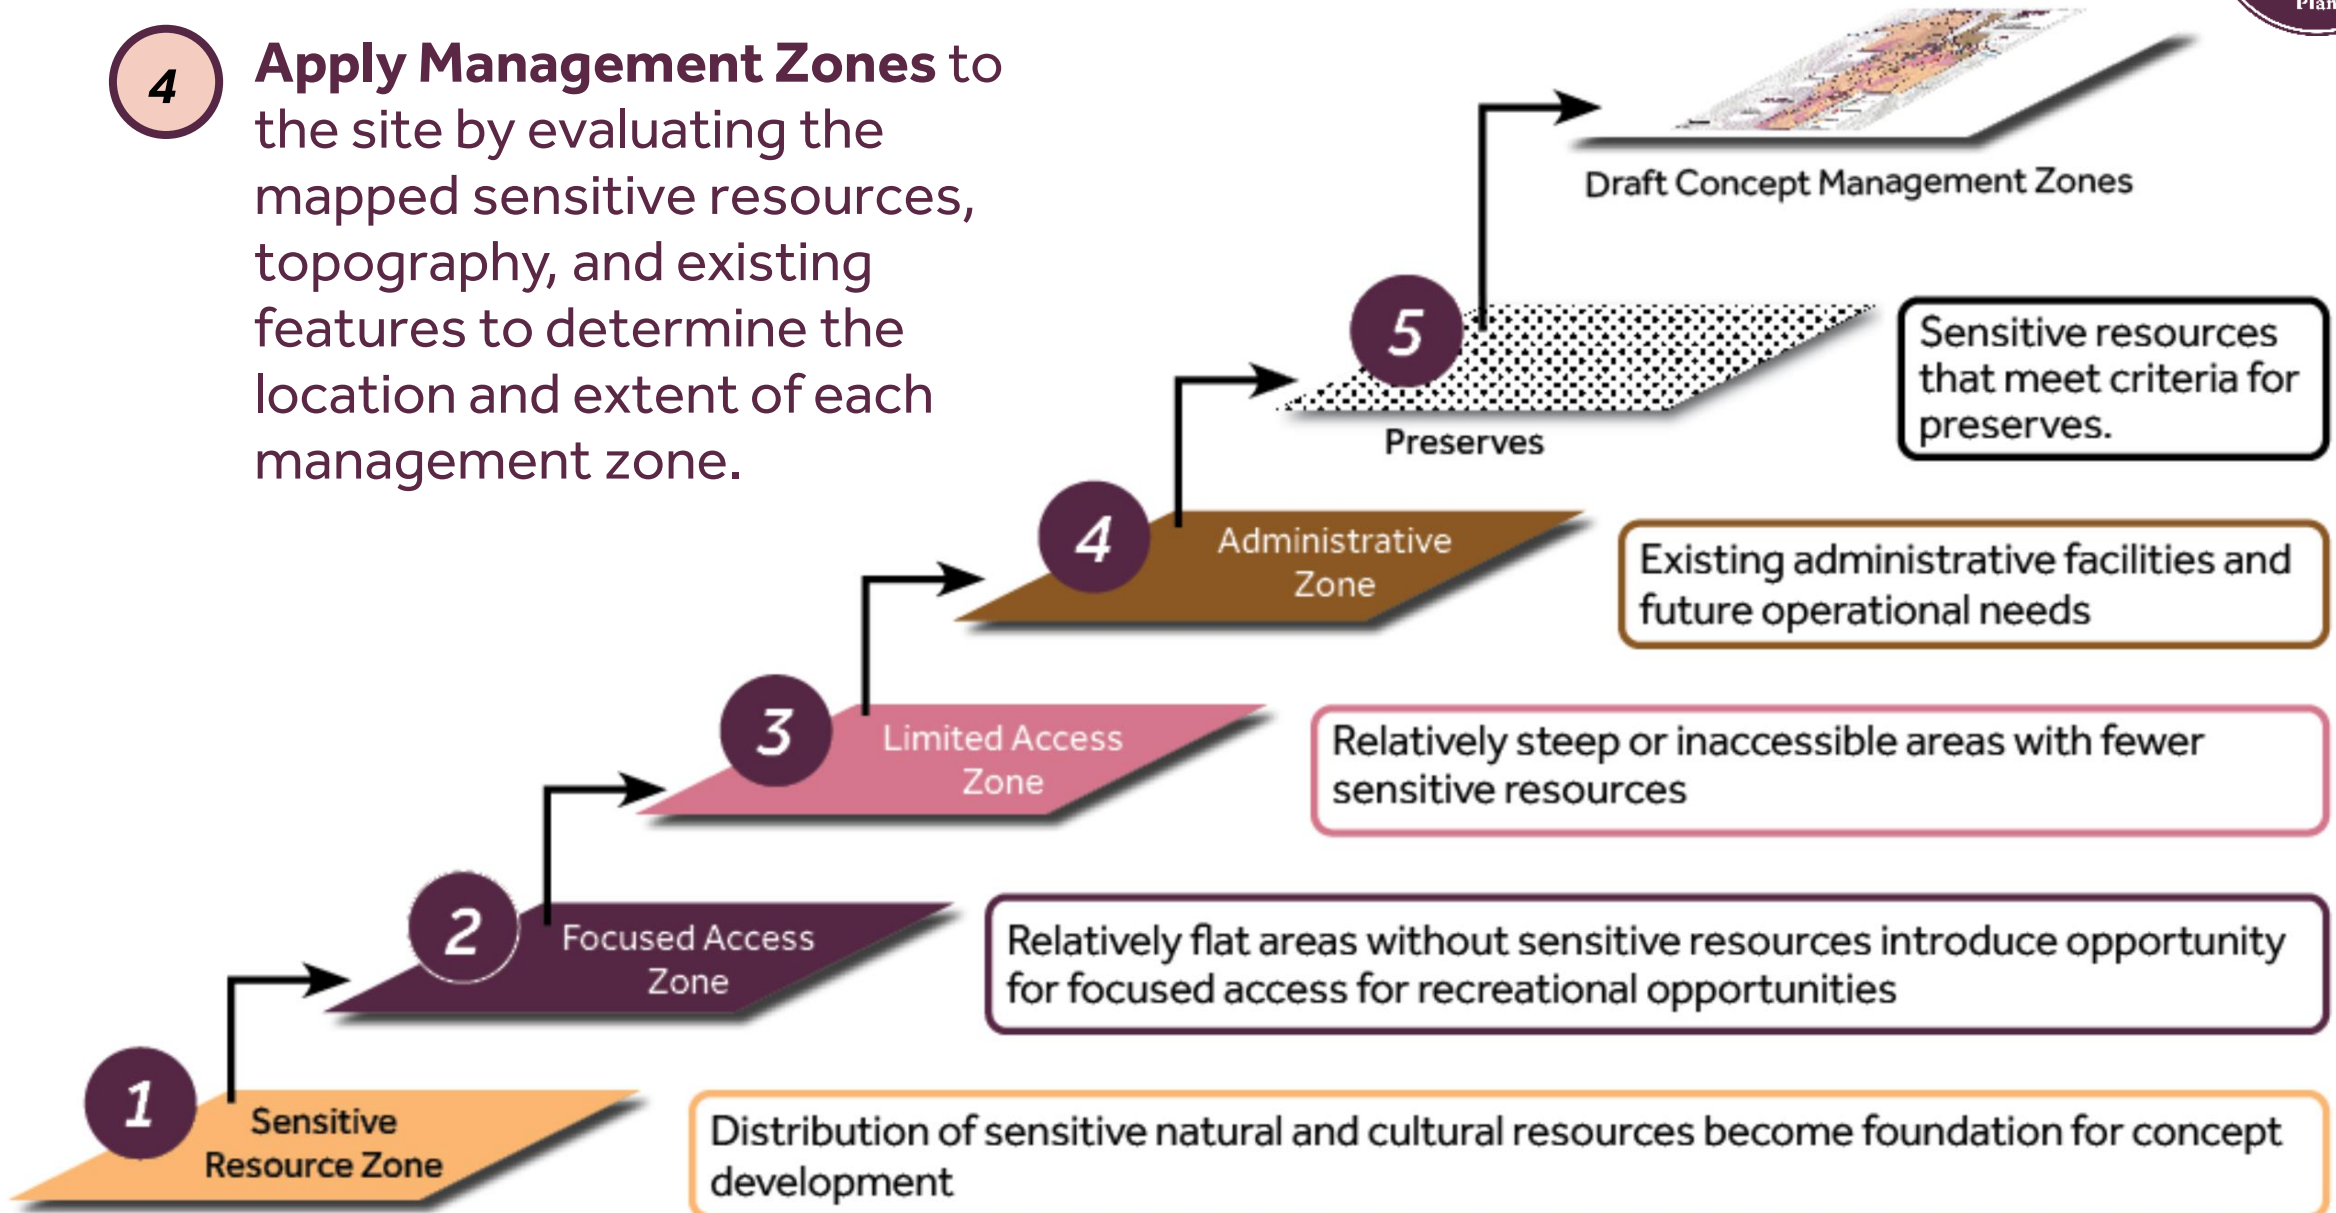 Plan
4
Apply Management Zones to
the site by evaluating the
mapped sensitive resources,
topography, and existing
features to determine the
location and extent of each
management zone.
Draft Concept Management Zones
5
Preserves
Sensitive resources
that meet criteria for
preserves.
4
Administrative
Zone
Existing administrative facilities and
future operational needs
3
Limited Access
Zone
Relatively steep or inaccessible areas with fewer
sensitive resources
2
Focused Access
Zone
Relatively flat areas without sensitive resources introduce opportunity
for focused access for recreational opportunities
1
Sensitive
Resource Zone
Distribution of sensitive natural and cultural resources become foundation for concept
development